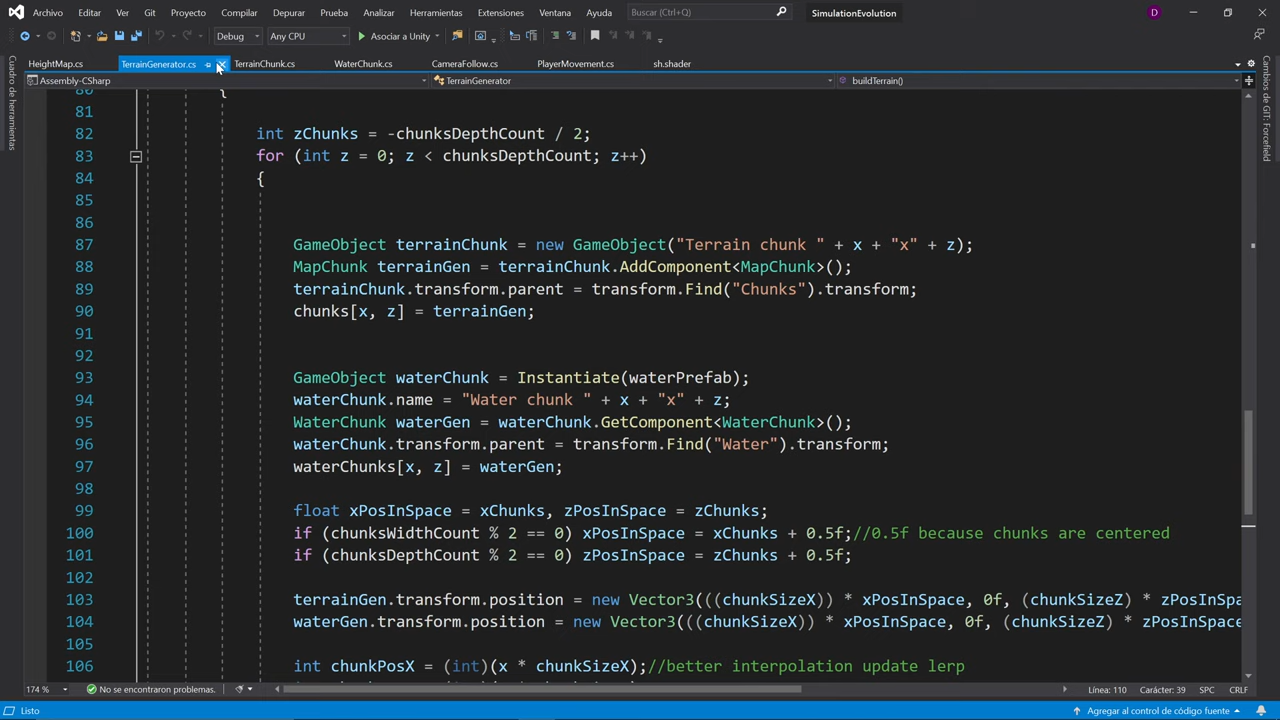 Archivo Editar Ver Git Proyecto Compilar Depurar Prueba Analizar Herramientas Extensiones Ventana Ayuda Buscar (Ctrl+Q) SimulationEvolution D
Debug Any CPU Asociar a Unity
HeightMap.cs TerrainGenerator.cs TerrainChunk.cs WaterChunk.cs CameraFollow.cs PlayerMovement.cs sh.shader
Assembly-CSharp TerrainGenerator buildTerrain()
Cuadro de herramientas
Cambios de GIT: Forcefield
80 {
81
82 int zChunks = -chunksDepthCount / 2;
83 for (int z = 0; z < chunksDepthCount; z++)
84 {
85
86
87 GameObject terrainChunk = new GameObject("Terrain chunk " + x + "x" + z);
88 MapChunk terrainGen = terrainChunk.AddComponent<MapChunk>();
89 terrainChunk.transform.parent = transform.Find("Chunks").transform;
90 chunks[x, z] = terrainGen;
91
92
93 GameObject waterChunk = Instantiate(waterPrefab);
94 waterChunk.name = "Water chunk " + x + "x" + z;
95 WaterChunk waterGen = waterChunk.GetComponent<WaterChunk>();
96 waterChunk.transform.parent = transform.Find("Water").transform;
97 waterChunks[x, z] = waterGen;
98
99 float xPosInSpace = xChunks, zPosInSpace = zChunks;
100 if (chunksWidthCount % 2 == 0) xPosInSpace = xChunks + 0.5f;//0.5f because chunks are centered
101 if (chunksDepthCount % 2 == 0) zPosInSpace = zChunks + 0.5f;
102
103 terrainGen.transform.position = new Vector3(((chunkSizeX)) * xPosInSpace, 0f, (chunkSizeZ) * zPosInSpa
104 waterGen.transform.position = new Vector3(((chunkSizeX)) * xPosInSpace, 0f, (chunkSizeZ) * zPosInSpace
105
106 int chunkPosX = (int)(x * chunkSizeX);//better interpolation update lerp
174 % No se encontraron problemas. Línea: 110 Carácter: 39 SPC CRLF
Listo Agregar al control de código fuente